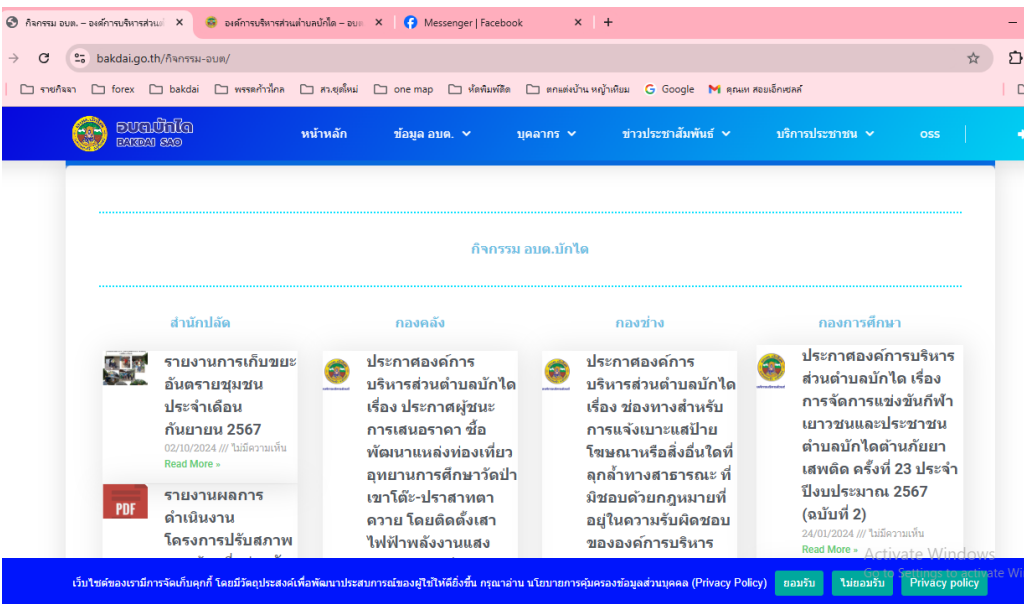 กิจกรรม อบต. – องค์การบริหารส่วนต
องค์การบริหารส่วนตำบลบักได – อบต
Messenger | Facebook
bakdai.go.th/กิจกรรม-อบต/
รายกิจจา forex bakdai พรรคก้าวไกล สว.ชุดใหม่ one map หัดพิมพ์ดีด ตกแต่งบ้าน หญ้าเทียม Google
อบต.บักได
BAKDAI SAO
หน้าหลัก ข้อมูล อบต. บุคลากร ข่าวประชาสัมพันธ์ บริการประชาชน OSS
กิจกรรม อบต.บักได
สำนักปลัด
รายงานการเก็บขยะ
อันตรายชุมชน
ประจำเดือน
กันยายน 2567
02/10/2024 /// ไม่มีความเห็น
Read More »
PDF
รายงานผลการ
ดำเนินงาน
โครงการปรับสภาพ
กองคลัง
ประกาศองค์การ
บริหารส่วนตำบลบักได
เรื่อง ประกาศผู้ชนะ
การเสนอราคา ซื้อ
พัฒนาแหล่งท่องเที่ยว
อุทยานการศึกษาวัดป่า
เขาโต๊ะ-ปราสาทตา
ควาย โดยติดตั้งเสา
ไฟฟ้าพลังงานแสง
กองช่าง
ประกาศองค์การ
บริหารส่วนตำบลบักได
เรื่อง ช่องทางสำหรับ
การแจ้งเบาะแสป้าย
โฆษณาหรือสิ่งอื่นใดที่
ลุกล้ำทางสาธารณะ ที่
มิชอบด้วยกฎหมายที่
อยู่ในความรับผิดชอบ
ขององค์การบริหาร
กองการศึกษา
ประกาศองค์การบริหาร
ส่วนตำบลบักได เรื่อง
การจัดการแข่งขันกีฬา
เยาวชนและประชาชน
ตำบลบักไดต้านภัยยา
เสพติด ครั้งที่ 23 ประจำ
ปีงบประมาณ 2567
(ฉบับที่ 2)
24/01/2024 /// ไม่มีความเห็น
Read More »
Activate Windows
Go to Settings to activate Wi
เว็บไซต์ของเรามีการจัดเก็บคุกกี้ โดยมีวัตถุประสงค์เพื่อพัฒนาประสบการณ์ของผู้ใช้ให้ดียิ่งขึ้น กรุณาอ่าน นโยบายการคุ้มครองข้อมูลส่วนบุคคล (Privacy Policy) ยอมรับ ไม่ยอมรับ Privacy policy